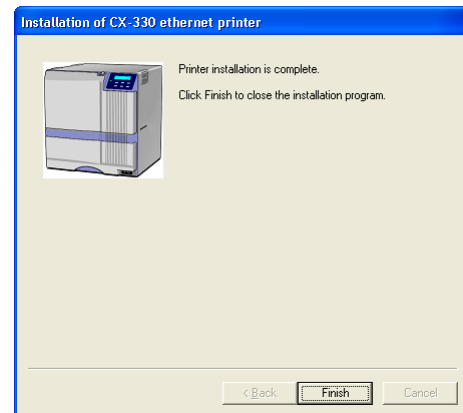 Installation of CX-330 ethernet printer
Printer installation is complete.
Click Finish to close the installation program.
< Back
Finish
Cancel